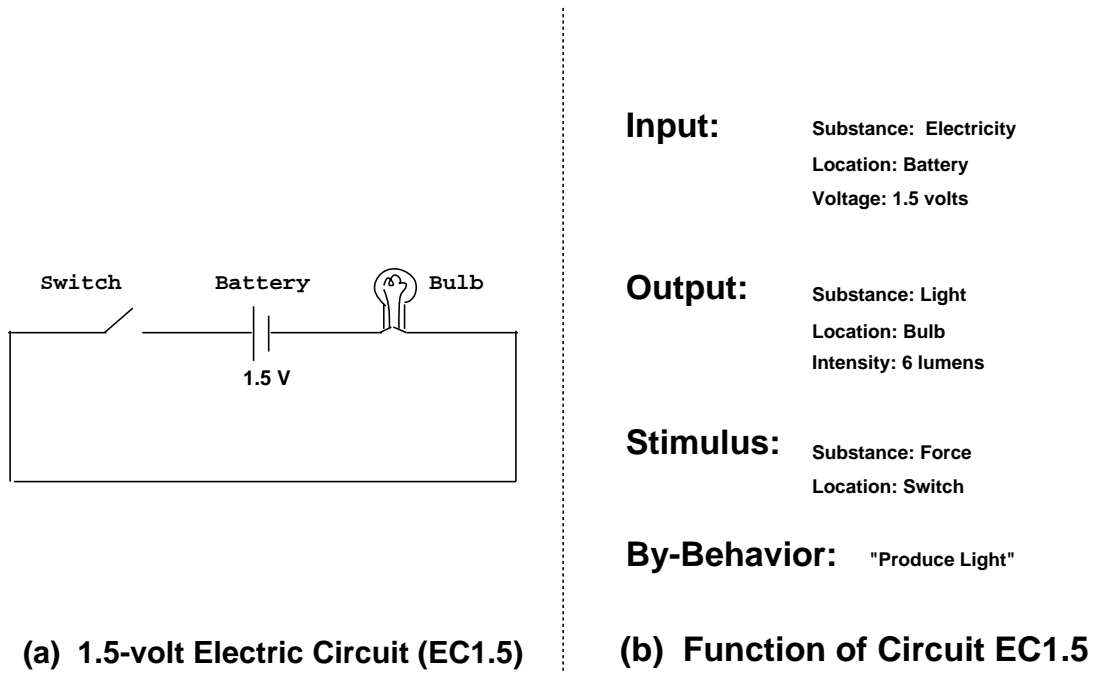 Switch
Battery
Bulb
1.5 V
(a) 1.5-volt Electric Circuit (EC1.5)
Input:
Substance: Electricity
Location: Battery
Voltage: 1.5 volts
Output:
Substance: Light
Location: Bulb
Intensity: 6 lumens
Stimulus:
Substance: Force
Location: Switch
By-Behavior: "Produce Light"
(b) Function of Circuit EC1.5